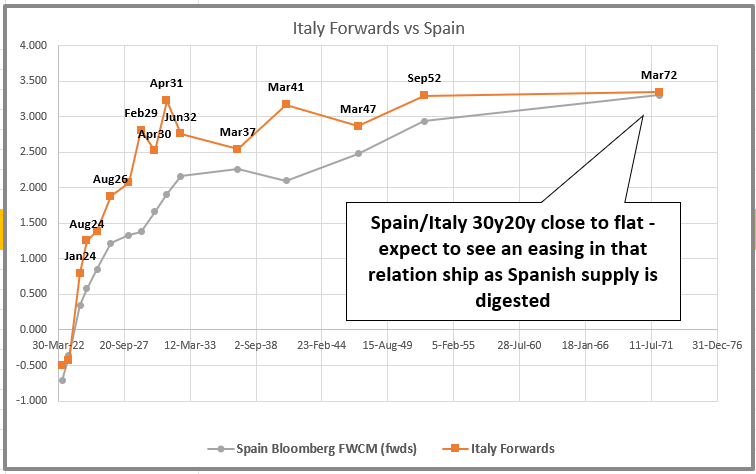 Italy Forwards vs Spain
4.000
3.500
3.000
2.500
2.000
1.500
1.000
0.500
0.000
-0.500
-1.000
30-Mar-22
20-Sep-27
12-Mar-33
2-Sep-38
23-Feb-44
15-Aug-49
5-Feb-55
28-Jul-60
18-Jan-66
11-Jul-71
31-Dec-76
Jan24
Aug24
Aug26
Feb29
Apr30
Apr31
Jun32
Mar37
Mar41
Mar47
Sep52
Mar72
Spain/Italy 30y20y close to flat -
expect to see an easing in that
relation ship as Spanish supply is
digested
Spain Bloomberg FWCM (fwds)
Italy Forwards